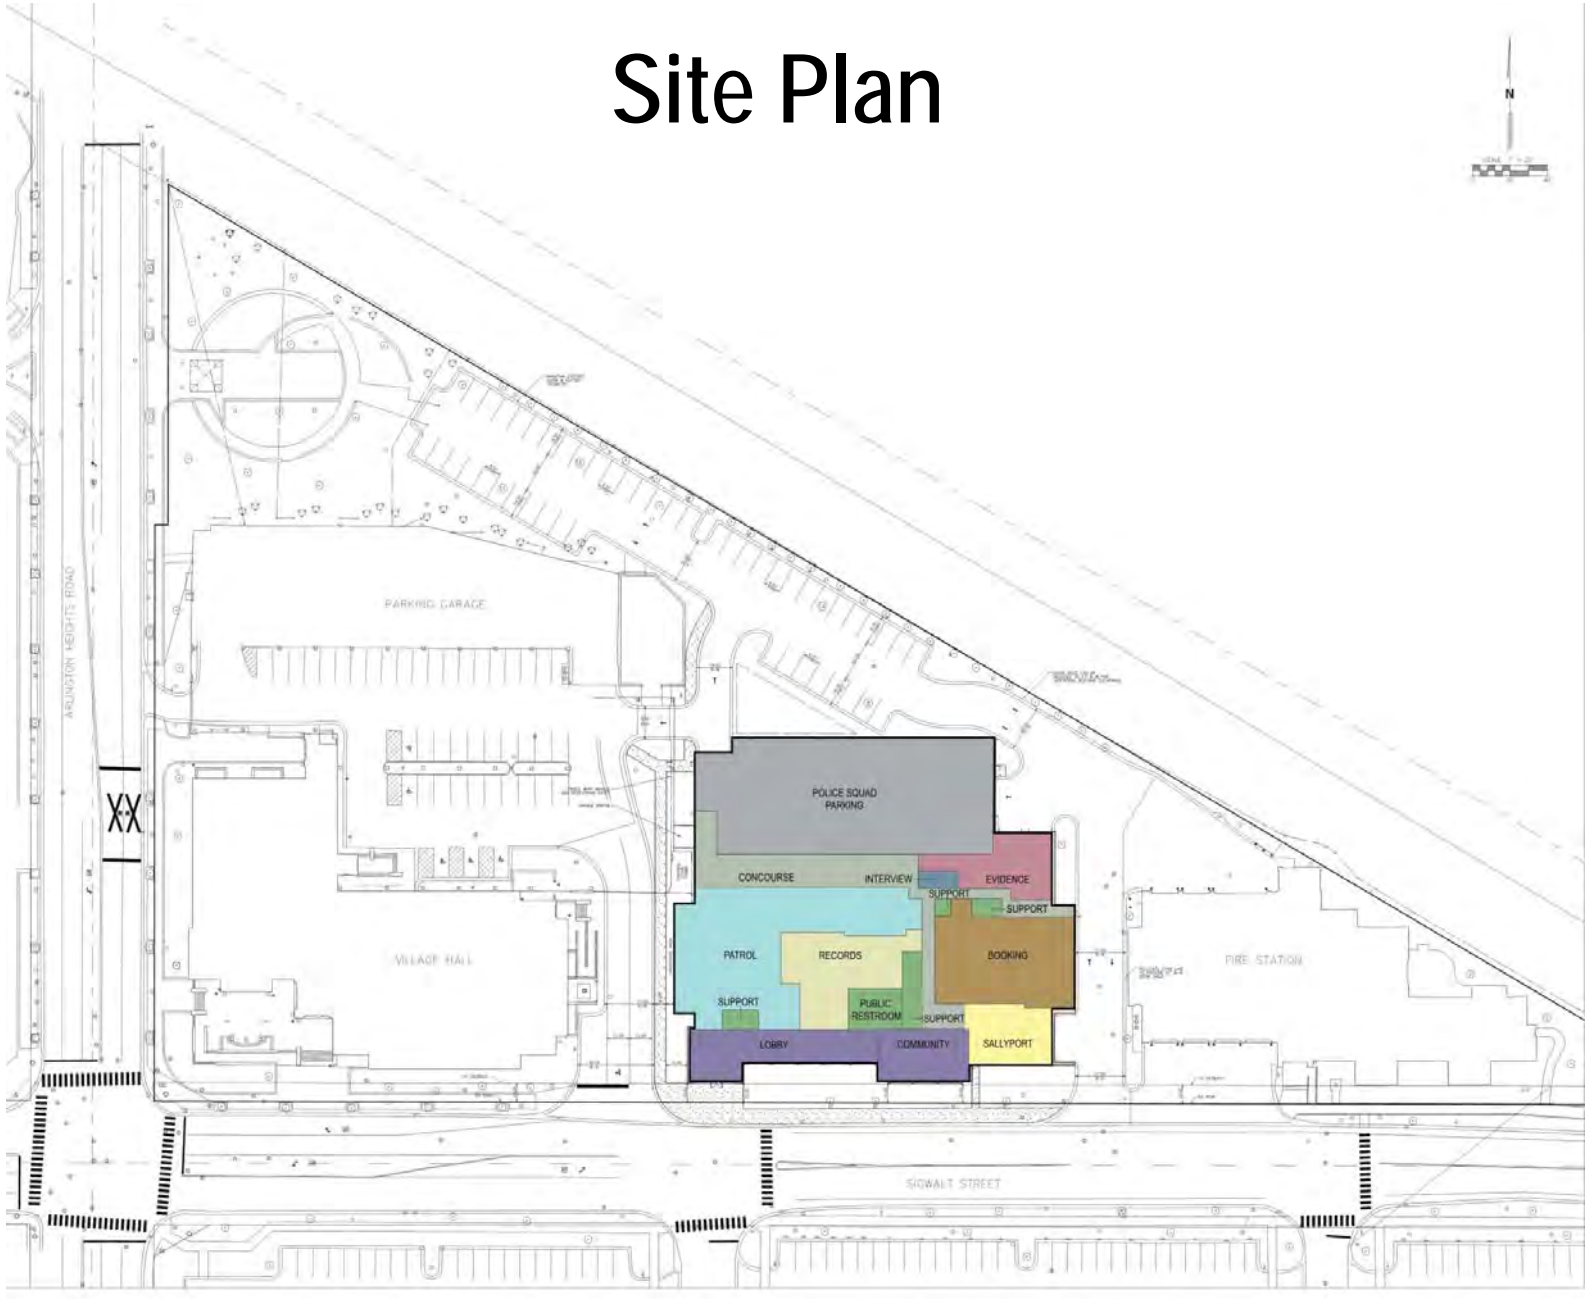 Site Plan
N
PARKING GARAGE
ARLINGTON HEIGHTS ROAD
POLICE SQUAD
PARKING
CONCOURSE
INTERVIEW
EVIDENCE
SUPPORT
SUPPORT
PATROL
RECORDS
BOOKING
VILLAGE HALL
FIRE STATION
SUPPORT
PUBLIC
RESTROOM
SUPPORT
LOBBY
COMMUNITY
SALLYPORT
SIGWALT STREET